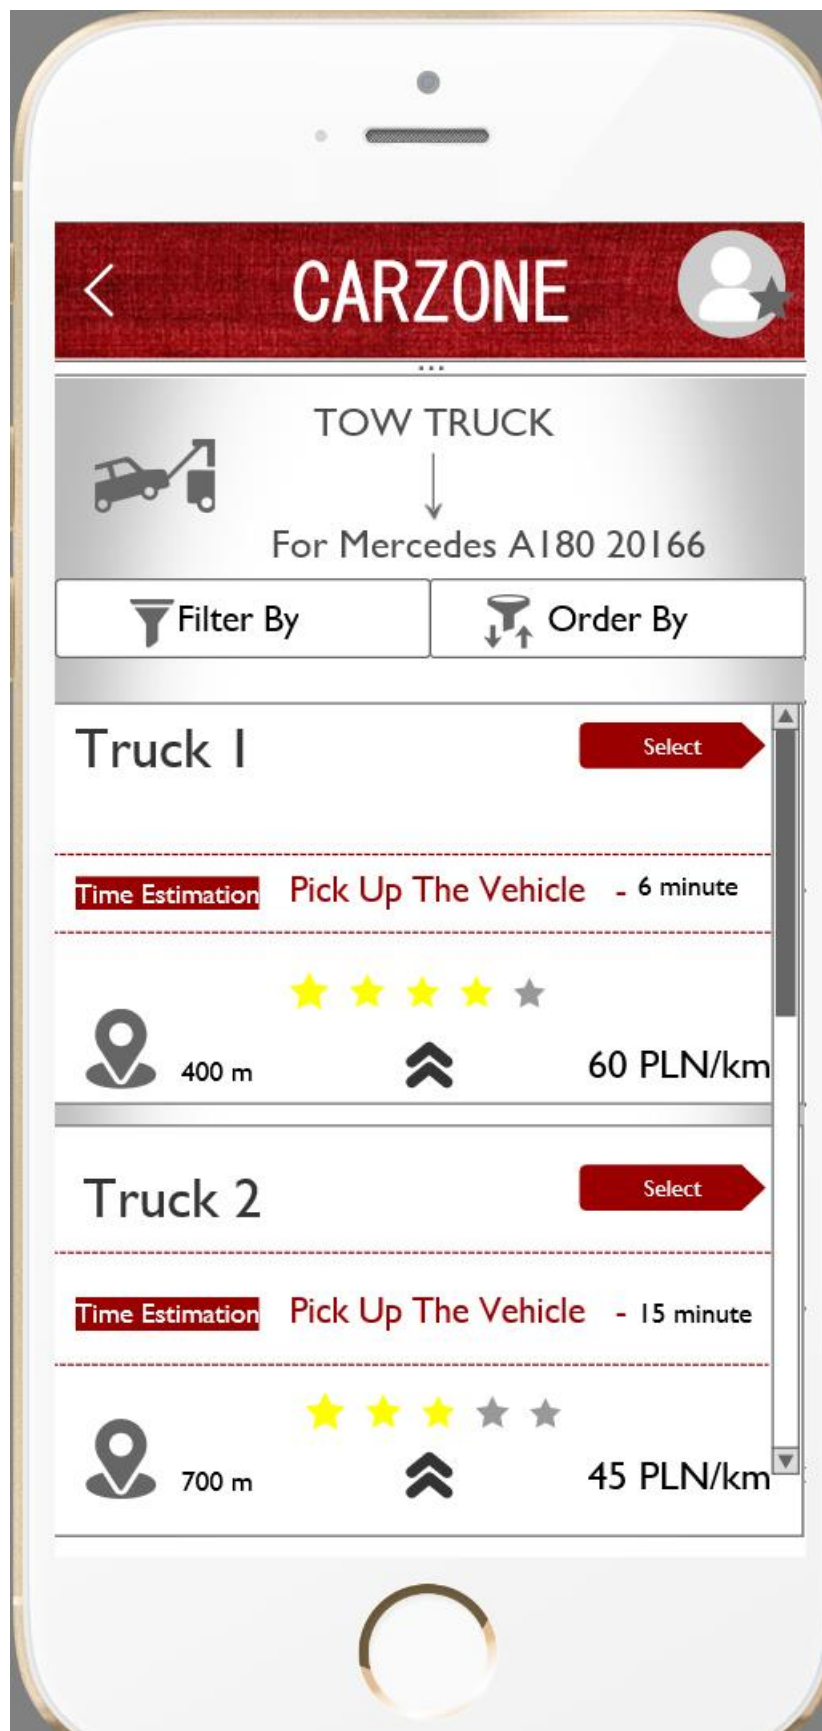 CARZONE
TOW TRUCK
For Mercedes A180 20166
Filter By
Order By
Truck 1
Select
Time Estimation Pick Up The Vehicle - 6 minute
400 m
60 PLN/km
Truck 2
Select
Time Estimation Pick Up The Vehicle - 15 minute
700 m
45 PLN/km